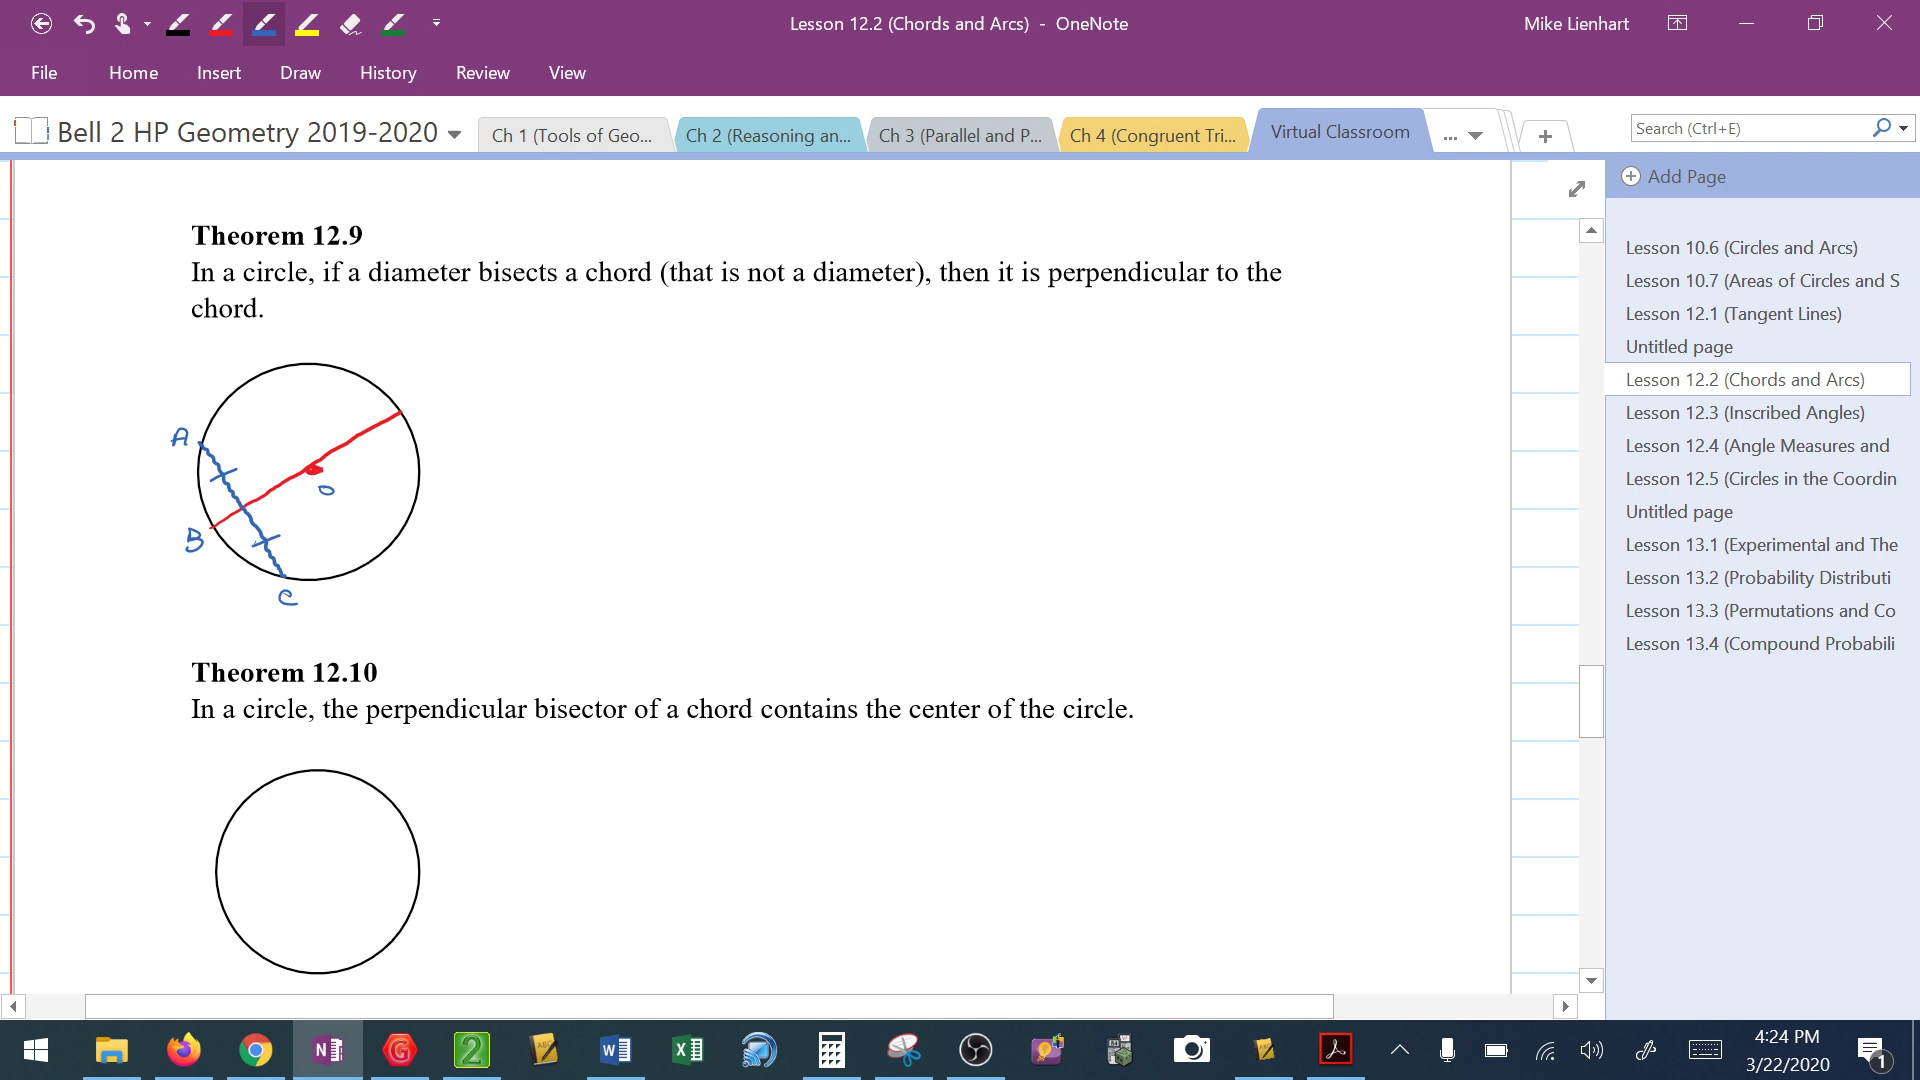 Lesson 12.2 (Chords and Arcs) - OneNote
Mike Lienhart
File Home Insert Draw History Review View
Bell 2 HP Geometry 2019-2020
Ch 1 (Tools of Geo...
Ch 2 (Reasoning an...
Ch 3 (Parallel and P...
Ch 4 (Congruent Tri...
Virtual Classroom
...
Search (Ctrl+E)
Add Page
Theorem 12.9
In a circle, if a diameter bisects a chord (that is not a diameter), then it is perpendicular to the
chord.
A
O
B
C
Theorem 12.10
In a circle, the perpendicular bisector of a chord contains the center of the circle.
Lesson 10.6 (Circles and Arcs)
Lesson 10.7 (Areas of Circles and S
Lesson 12.1 (Tangent Lines)
Untitled page
Lesson 12.2 (Chords and Arcs)
Lesson 12.3 (Inscribed Angles)
Lesson 12.4 (Angle Measures and
Lesson 12.5 (Circles in the Coordin
Untitled page
Lesson 13.1 (Experimental and The
Lesson 13.2 (Probability Distributi
Lesson 13.3 (Permutations and Co
Lesson 13.4 (Compound Probabili
N
G
2
ABC
W
X
84
4:24 PM
3/22/2020
1